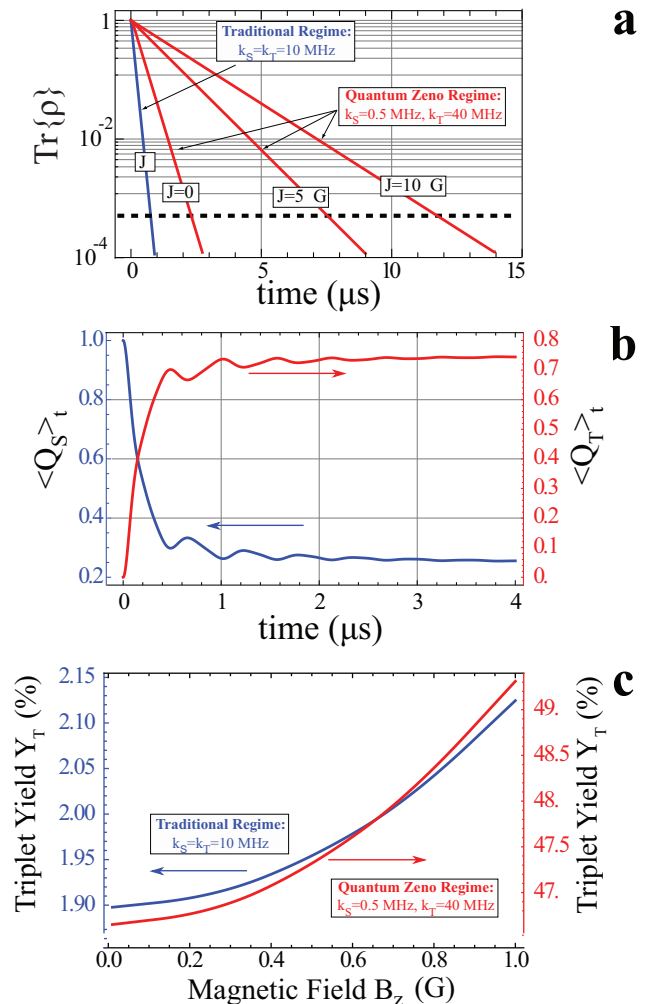 a
Traditional Regime:
k_S=k_T=10 MHz
Quantum Zeno Regime:
k_S=0.5 MHz, k_T=40 MHz
Tr{ρ}
1
10^-2
10^-4
J
J=0
J=5 G
J=10 G
0 5 10 15
time (μs)
b
<Q_S>_t
1.0
0.8
0.6
0.4
0.2
0.8
0.7
0.6
0.5
0.4
0.3
0.2
0.1
0.
<Q_T>_t
0 1 2 3 4
time (μs)
c
Triplet Yield Y_T (%)
2.15
2.10
2.05
2.00
1.95
1.90
Traditional Regime:
k_S=k_T=10 MHz
Quantum Zeno Regime:
k_S=0.5 MHz, k_T=40 MHz
49.
48.5
48.
47.5
47.
Triplet Yield Y_T (%)
0.0 0.2 0.4 0.6 0.8 1.0
Magnetic Field B_Z (G)